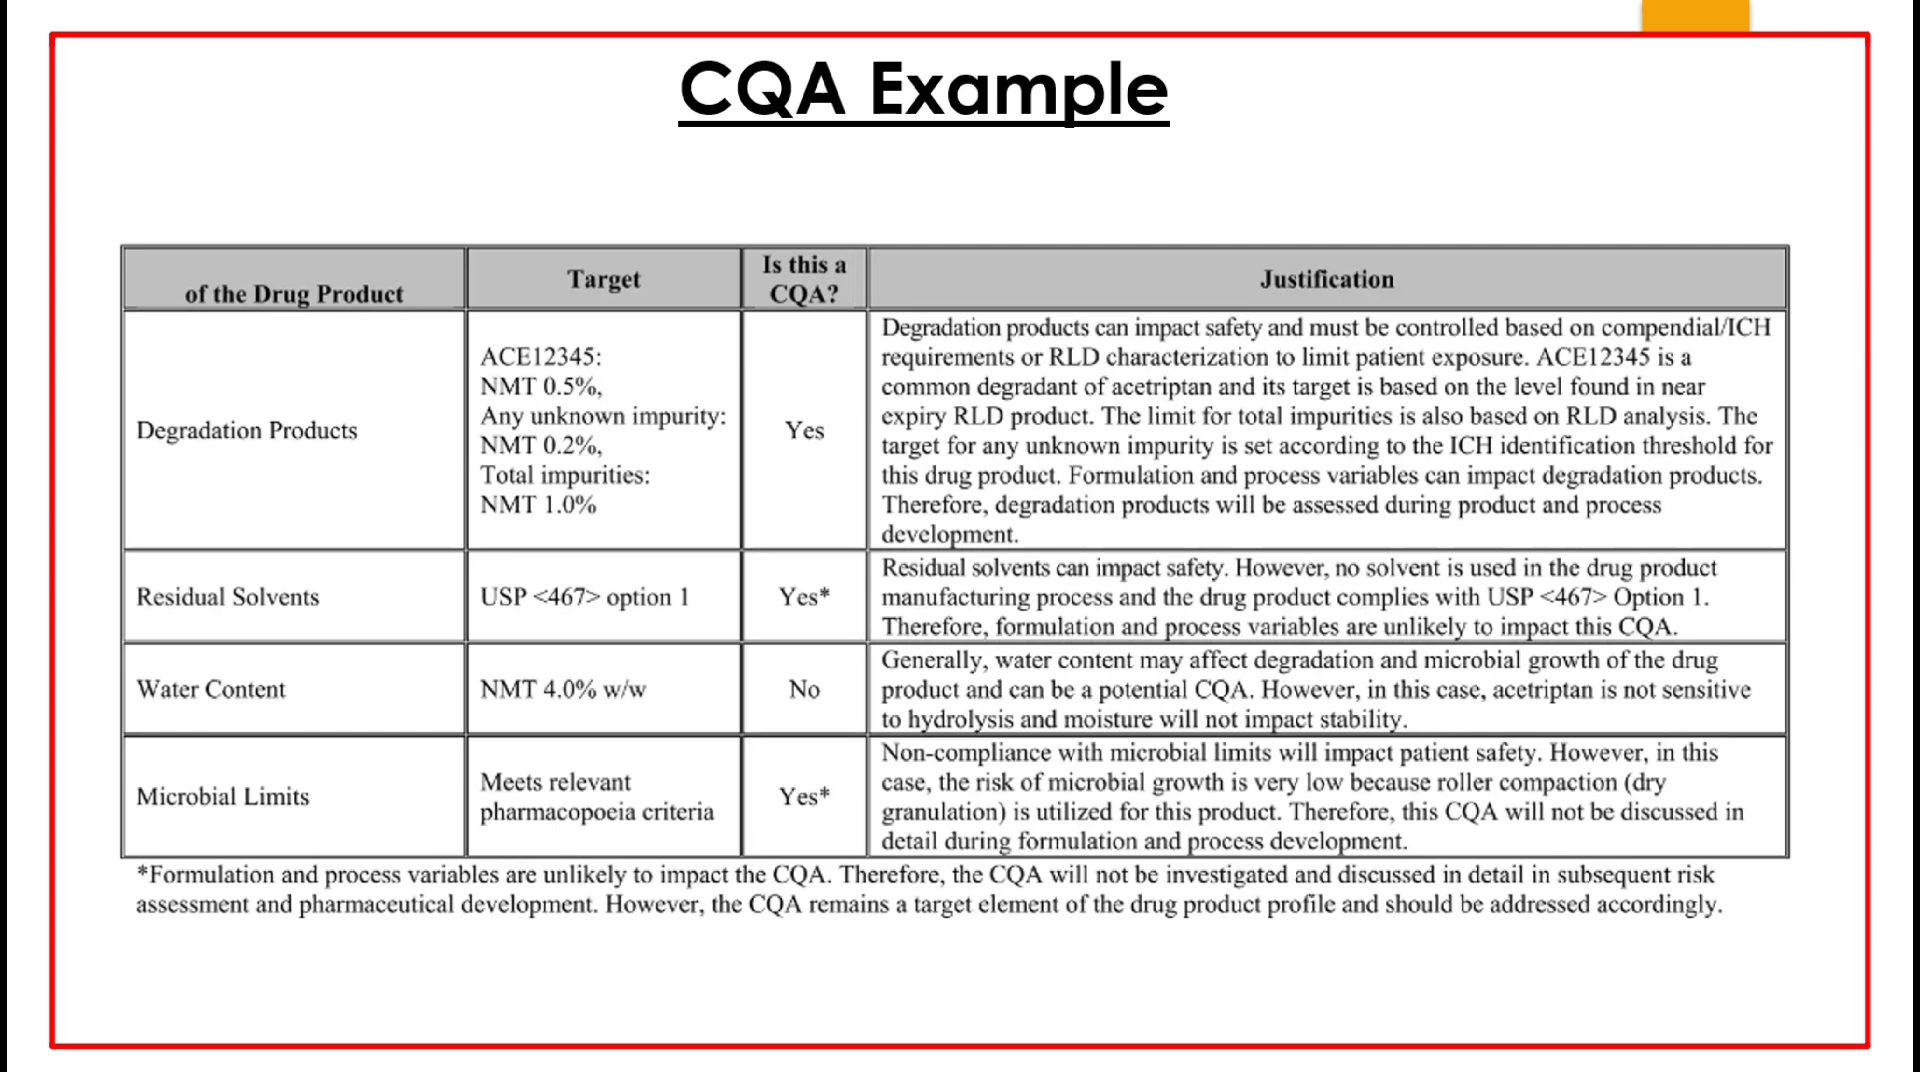 CQA Example
of the Drug Product
Target
Is this a
CQA?
Justification
Degradation Products
ACE12345:
NMT 0.5%,
Any unknown impurity:
NMT 0.2%,
Total impurities:
NMT 1.0%
Yes
Degradation products can impact safety and must be controlled based on compendial/ICH
requirements or RLD characterization to limit patient exposure. ACE12345 is a
common degradant of acetriptan and its target is based on the level found in near
expiry RLD product. The limit for total impurities is also based on RLD analysis. The
target for any unknown impurity is set according to the ICH identification threshold for
this drug product. Formulation and process variables can impact degradation products.
Therefore, degradation products will be assessed during product and process
development.
Residual Solvents
USP <467> option 1
Yes*
Residual solvents can impact safety. However, no solvent is used in the drug product
manufacturing process and the drug product complies with USP <467> Option 1.
Therefore, formulation and process variables are unlikely to impact this CQA.
Water Content
NMT 4.0% w/w
No
Generally, water content may affect degradation and microbial growth of the drug
product and can be a potential CQA. However, in this case, acetriptan is not sensitive
to hydrolysis and moisture will not impact stability.
Microbial Limits
Meets relevant
pharmacopoeia criteria
Yes*
Non-compliance with microbial limits will impact patient safety. However, in this
case, the risk of microbial growth is very low because roller compaction (dry
granulation) is utilized for this product. Therefore, this CQA will not be discussed in
detail during formulation and process development.
*Formulation and process variables are unlikely to impact the CQA. Therefore, the CQA will not be investigated and discussed in detail in subsequent risk
assessment and pharmaceutical development. However, the CQA remains a target element of the drug product profile and should be addressed accordingly.